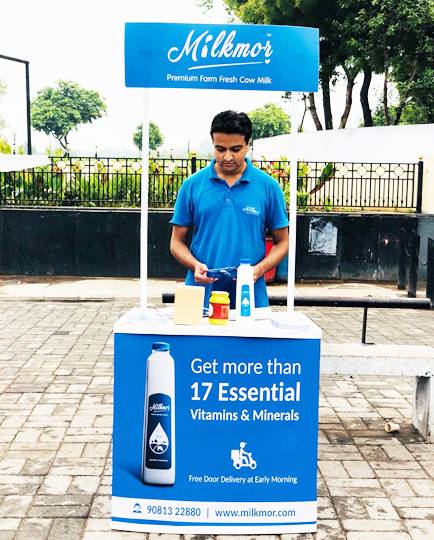 Milkmor™
Premium Farm Fresh Cow Milk
Milkmor
Get more than
17 Essential
Vitamins & Minerals
Milkmor
Free Door Delivery at Early Morning
90813 22880 | www.milkmor.com